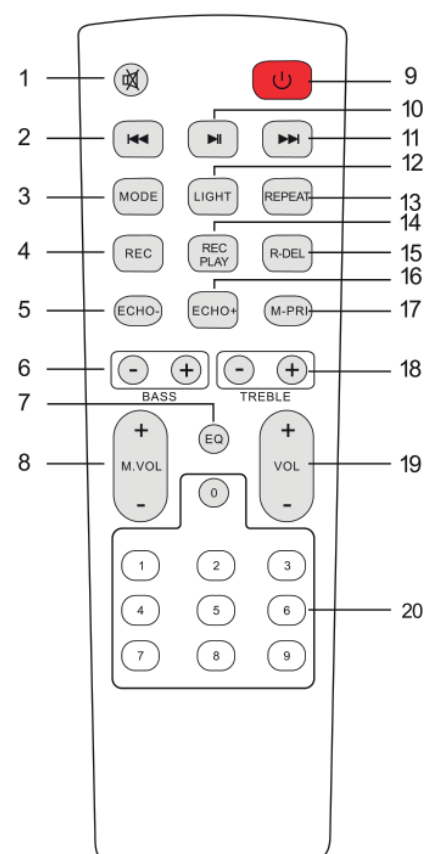 1
9
10
2
11
12
3 MODE LIGHT REPEAT 13
14
4 REC REC PLAY R-DEL 15
16
5 ECHO- ECHO+ M-PRI 17
6 - + - + 18
BASS TREBLE
7
+ EQ +
8 M.VOL VOL 19
- 0 -
1 2 3
4 5 6 20
7 8 9